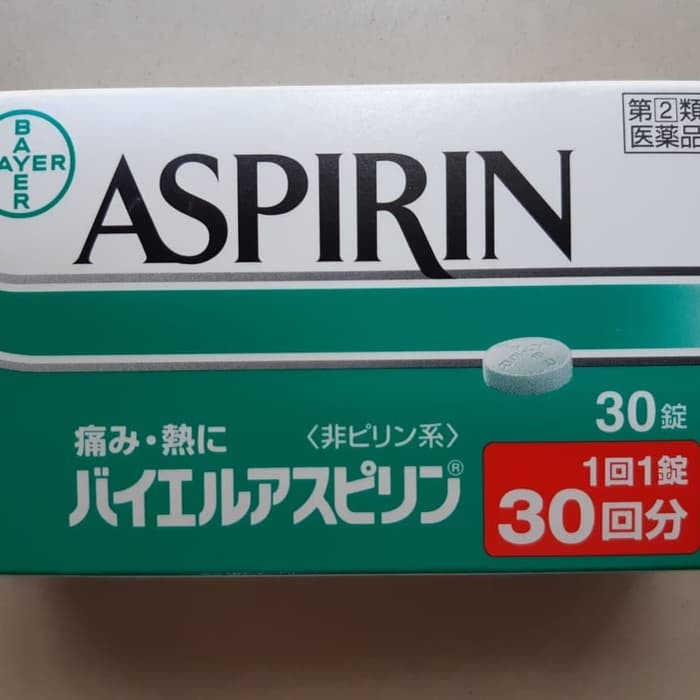 BAYER
BAYER
ASPIRIN
第②類
医薬品
痛み・熱に
〈非ピリン系〉
バイエルアスピリン®
30錠
1回1錠
30回分